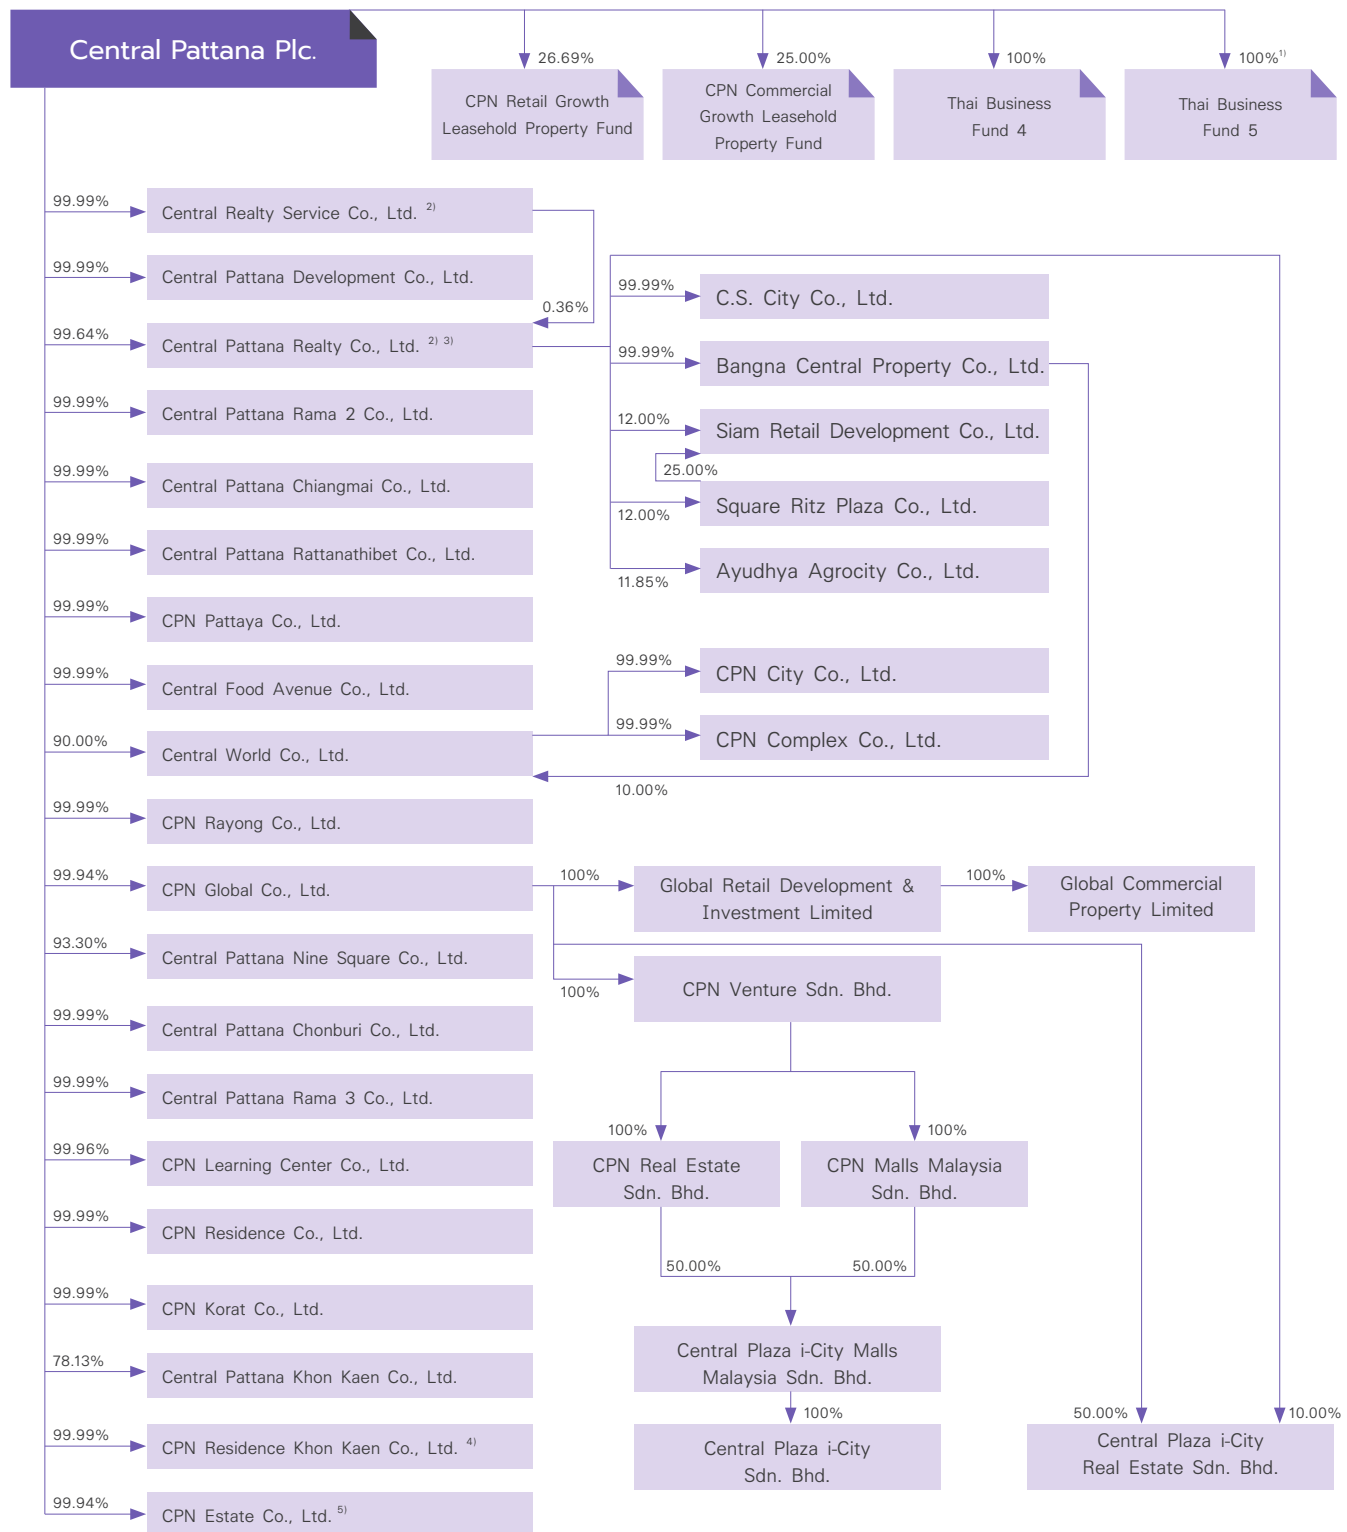 Central Pattana Plc.
26.69%
25.00%
100%
100%1)
CPN Retail Growth
Leasehold Property Fund
CPN Commercial
Growth Leasehold
Property Fund
Thai Business
Fund 4
Thai Business
Fund 5
99.99%
Central Realty Service Co., Ltd. 2)
99.99%
Central Pattana Development Co., Ltd.
0.36%
99.64%
Central Pattana Realty Co., Ltd. 2) 3)
99.99%
C.S. City Co., Ltd.
99.99%
Bangna Central Property Co., Ltd.
99.99%
Central Pattana Rama 2 Co., Ltd.
12.00%
Siam Retail Development Co., Ltd.
25.00%
99.99%
Central Pattana Chiangmai Co., Ltd.
12.00%
Square Ritz Plaza Co., Ltd.
99.99%
Central Pattana Rattanathibet Co., Ltd.
11.85%
Ayudhya Agrocity Co., Ltd.
99.99%
CPN Pattaya Co., Ltd.
99.99%
Central Food Avenue Co., Ltd.
99.99%
CPN City Co., Ltd.
90.00%
Central World Co., Ltd.
99.99%
CPN Complex Co., Ltd.
10.00%
99.99%
CPN Rayong Co., Ltd.
99.94%
CPN Global Co., Ltd.
100%
Global Retail Development &
Investment Limited
100%
Global Commercial
Property Limited
93.30%
Central Pattana Nine Square Co., Ltd.
100%
CPN Venture Sdn. Bhd.
99.99%
Central Pattana Chonburi Co., Ltd.
99.99%
Central Pattana Rama 3 Co., Ltd.
100%
100%
99.96%
CPN Learning Center Co., Ltd.
CPN Real Estate
Sdn. Bhd.
CPN Malls Malaysia
Sdn. Bhd.
99.99%
CPN Residence Co., Ltd.
50.00%
50.00%
99.99%
CPN Korat Co., Ltd.
78.13%
Central Pattana Khon Kaen Co., Ltd.
Central Plaza i-City Malls
Malaysia Sdn. Bhd.
100%
50.00%
10.00%
99.99%
CPN Residence Khon Kaen Co., Ltd. 4)
Central Plaza i-City
Sdn. Bhd.
Central Plaza i-City
Real Estate Sdn. Bhd.
99.94%
CPN Estate Co., Ltd. 5)